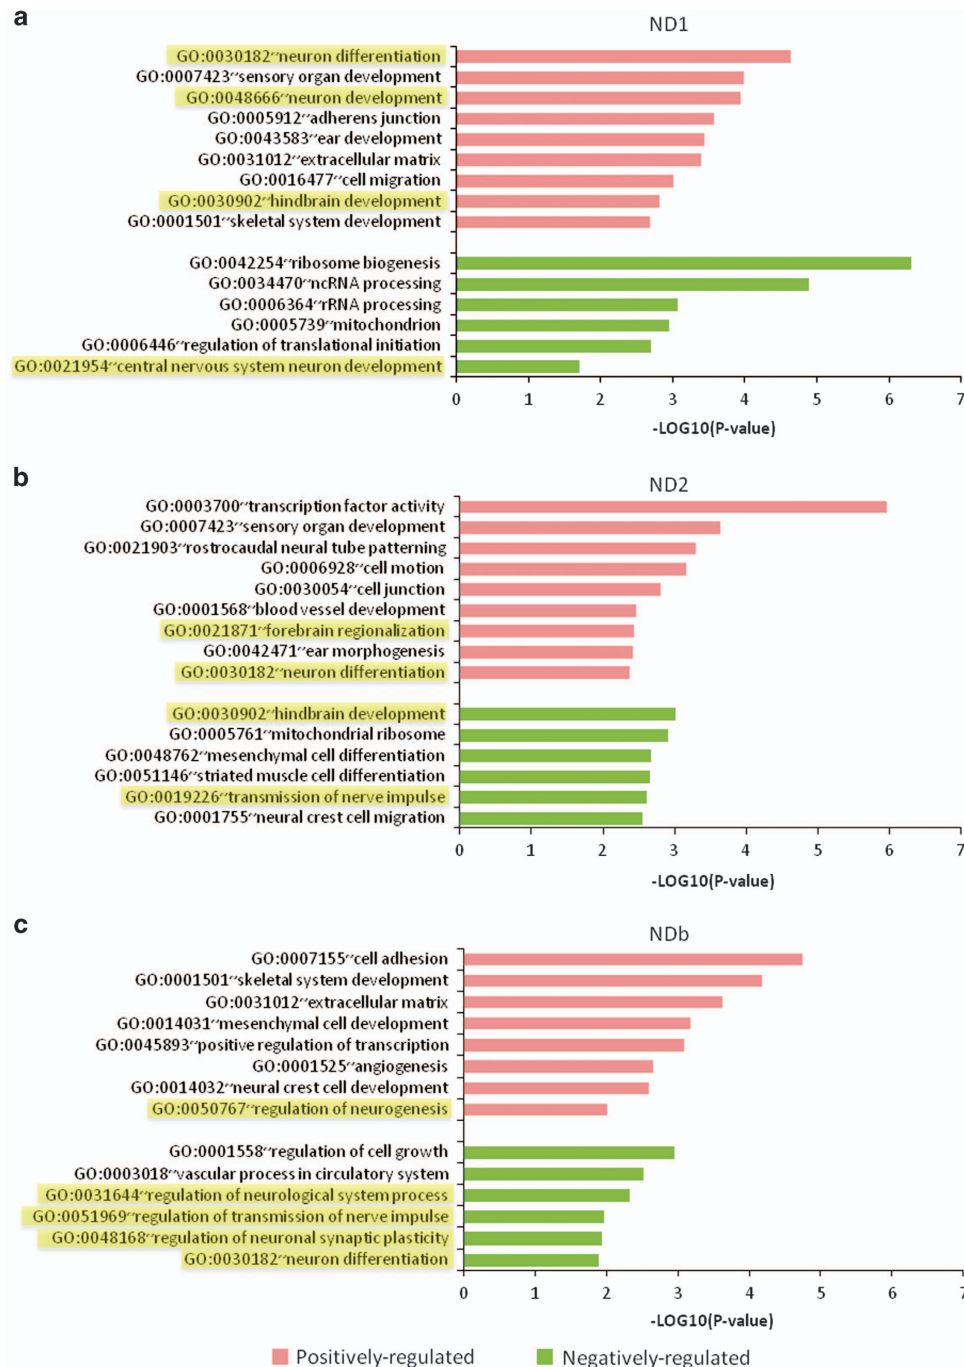 a
ND1
GO:0030182~neuron differentiation
GO:0007423~sensory organ development
GO:0048666~neuron development
GO:0005912~adherens junction
GO:0043583~ear development
GO:0031012~extracellular matrix
GO:0016477~cell migration
GO:0030902~hindbrain development
GO:0001501~skeletal system development
GO:0042254~ribosome biogenesis
GO:0034470~ncRNA processing
GO:0006364~rRNA processing
GO:0005739~mitochondrion
GO:0006446~regulation of translational initiation
GO:0021954~central nervous system neuron development
0 1 2 3 4 5 6 7
-LOG10(P-value)
b
ND2
GO:0003700~transcription factor activity
GO:0007423~sensory organ development
GO:0021903~rostrocaudal neural tube patterning
GO:0006928~cell motion
GO:0030054~cell junction
GO:0001568~blood vessel development
GO:0021871~forebrain regionalization
GO:0042471~ear morphogenesis
GO:0030182~neuron differentiation
GO:0030902~hindbrain development
GO:0005761~mitochondrial ribosome
GO:0048762~mesenchymal cell differentiation
GO:0051146~striated muscle cell differentiation
GO:0019226~transmission of nerve impulse
GO:0001755~neural crest cell migration
0 1 2 3 4 5 6 7
-LOG10(P-value)
c
NDb
GO:0007155~cell adhesion
GO:0001501~skeletal system development
GO:0031012~extracellular matrix
GO:0014031~mesenchymal cell development
GO:0045893~positive regulation of transcription
GO:0001525~angiogenesis
GO:0014032~neural crest cell development
GO:0050767~regulation of neurogenesis
GO:0001558~regulation of cell growth
GO:0003018~vascular process in circulatory system
GO:0031644~regulation of neurological system process
GO:0051969~regulation of transmission of nerve impulse
GO:0048168~regulation of neuronal synaptic plasticity
GO:0030182~neuron differentiation
0 1 2 3 4 5 6 7
-LOG10(P-value)
Positively-regulated Negatively-regulated